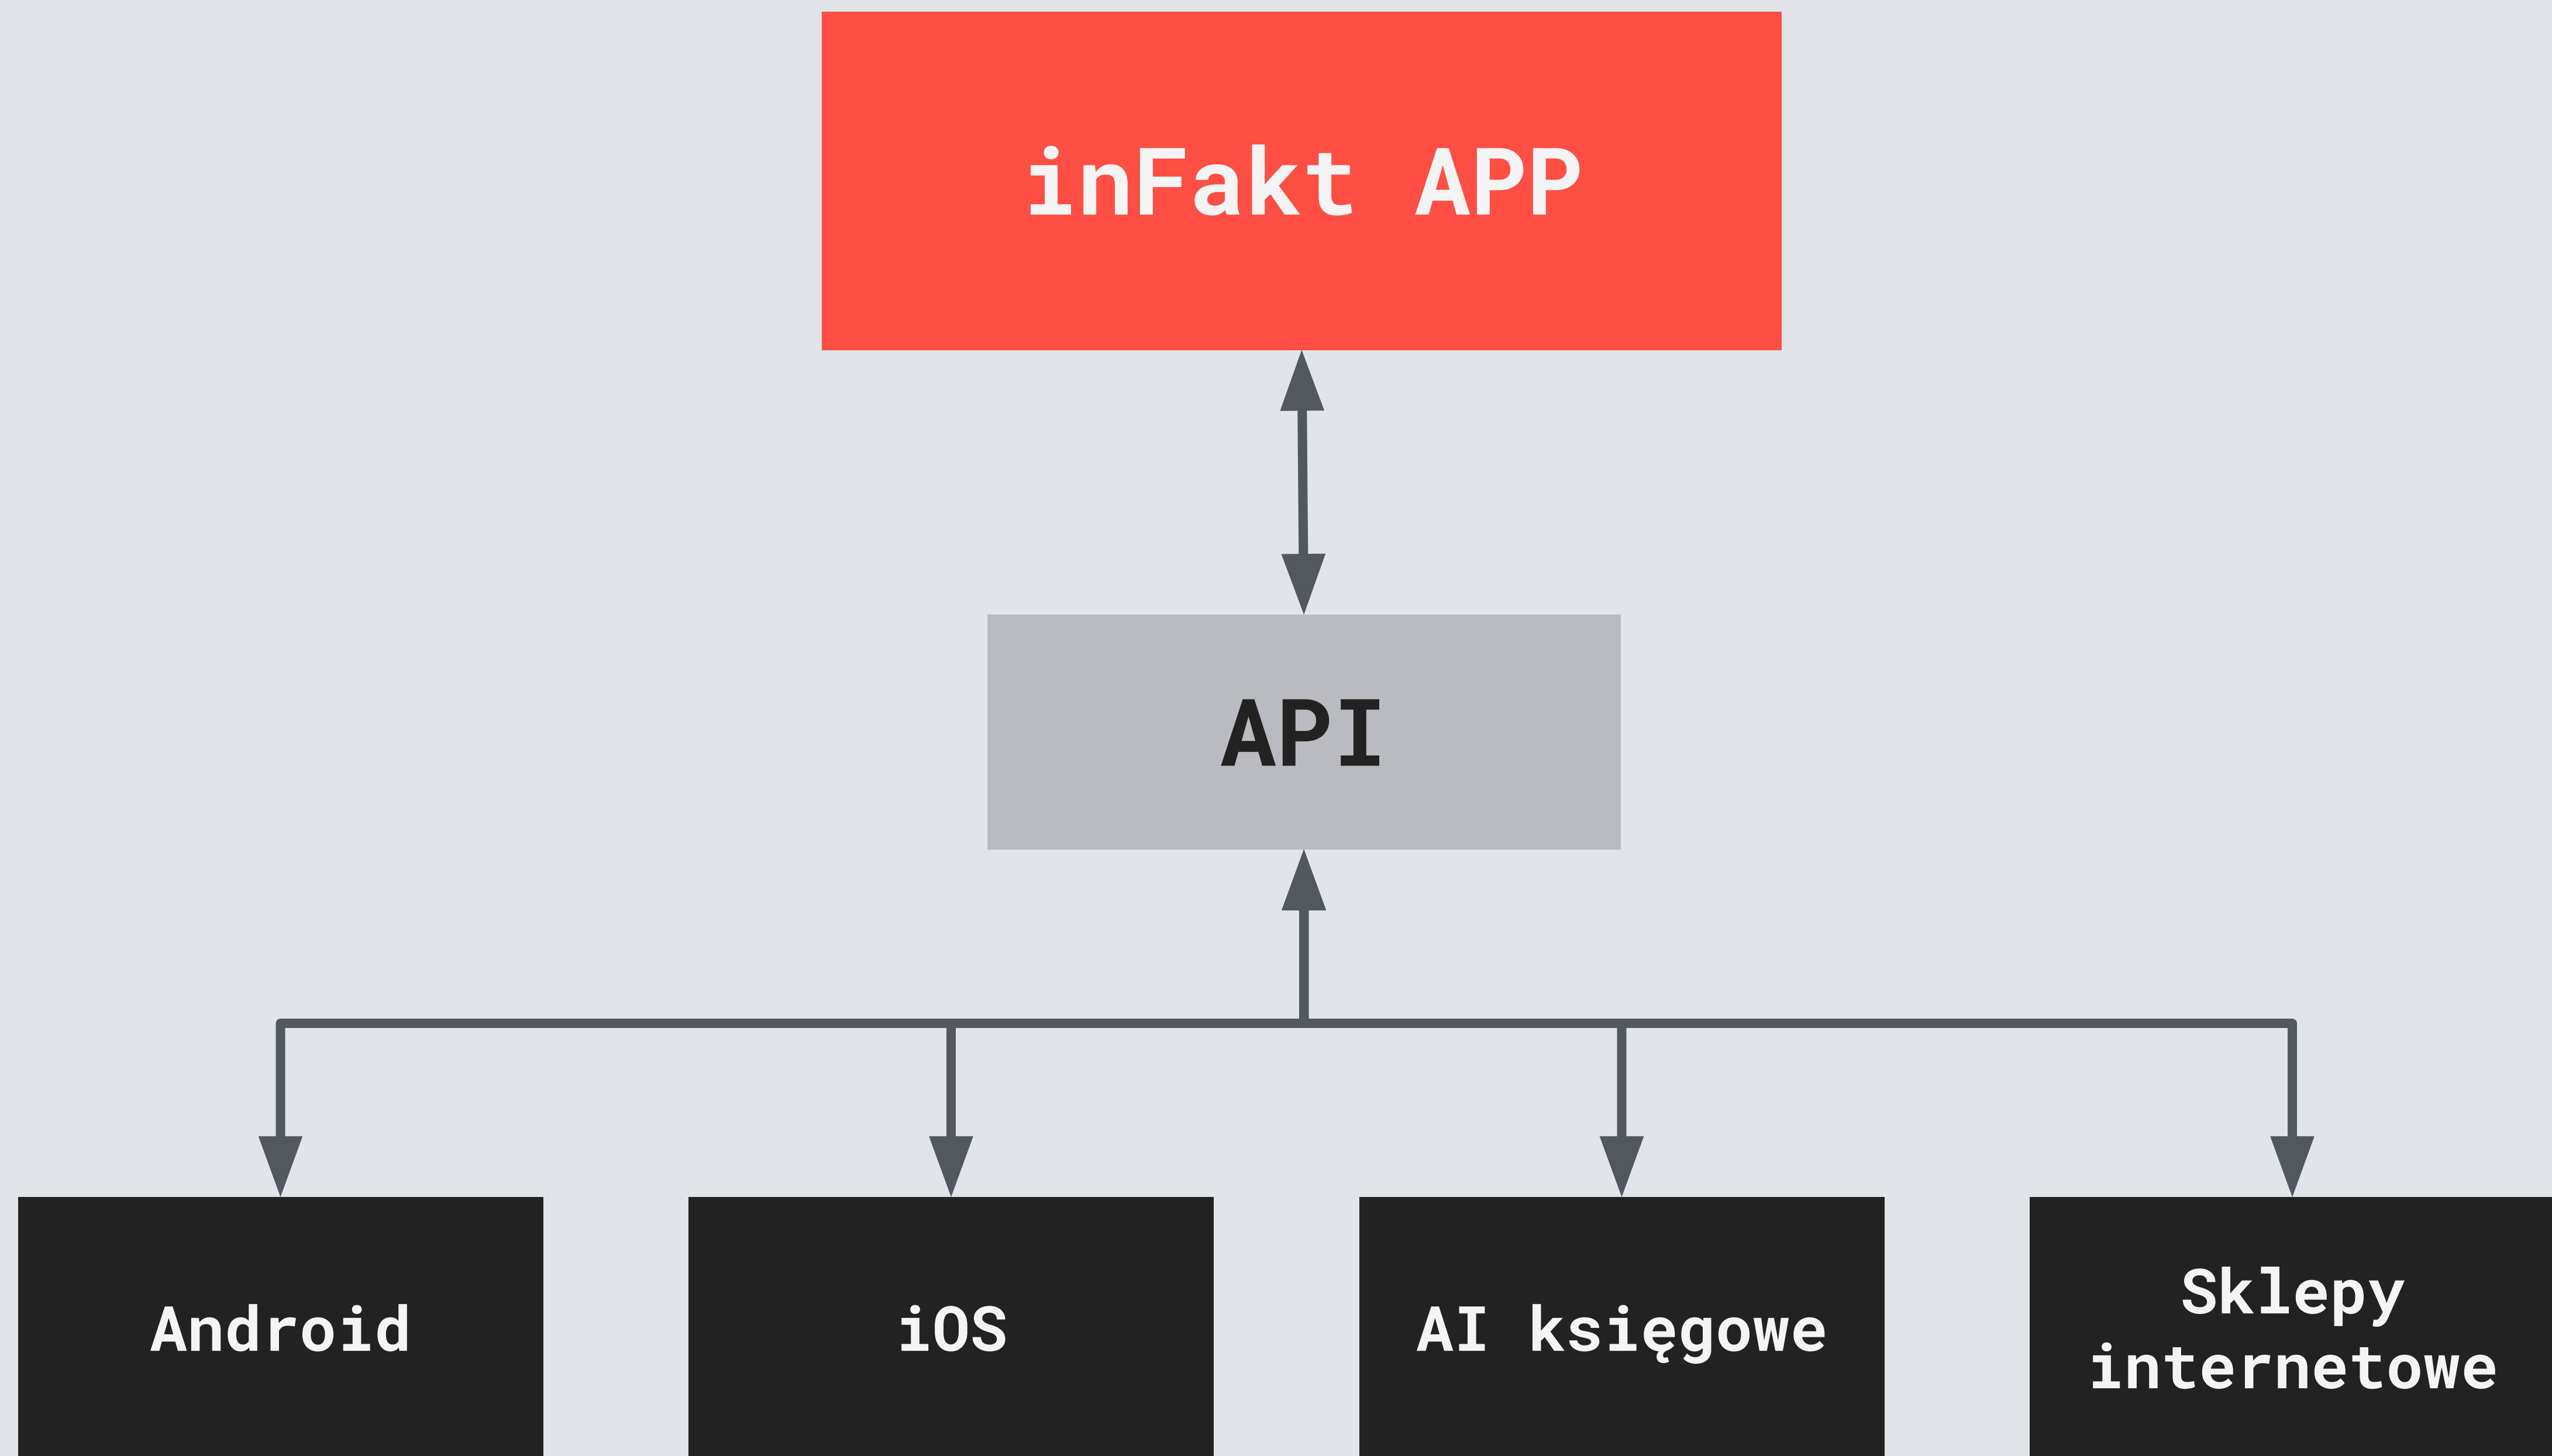 inFakt APP
API
Android
iOS
AI księgowe
Sklepy
internetowe